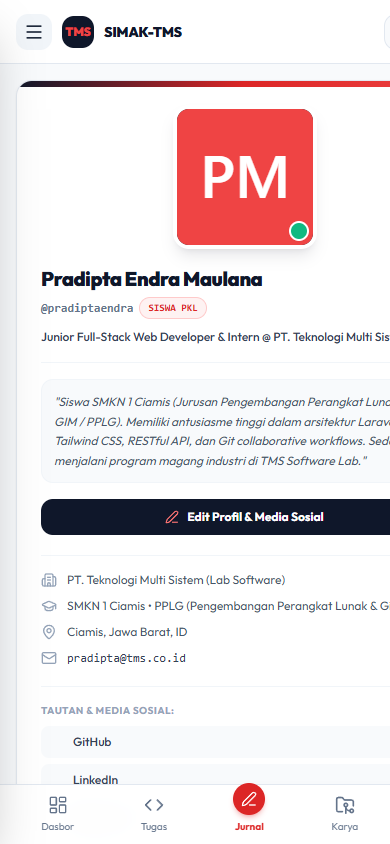 TMS SIMAK-TMS
PM
Pradipta Endra Maulana
@pradiptaendra SISWA PKL
Junior Full-Stack Web Developer & Intern @ PT. Teknologi Multi Sis
"Siswa SMKN 1 Ciamis (Jurusan Pengembangan Perangkat Luna
GIM / PPLG). Memiliki antusiasme tinggi dalam arsitektur Larav
Tailwind CSS, RESTful API, dan Git collaborative workflows. Seda
menjalani program magang industri di TMS Software Lab."
Edit Profil & Media Sosial
PT. Teknologi Multi Sistem (Lab Software)
SMKN 1 Ciamis • PPLG (Pengembangan Perangkat Lunak & Gi
Ciamis, Jawa Barat, ID
pradipta@tms.co.id
TAUTAN & MEDIA SOSIAL:
GitHub
LinkedIn
Dasbor Tugas Jurnal Karya